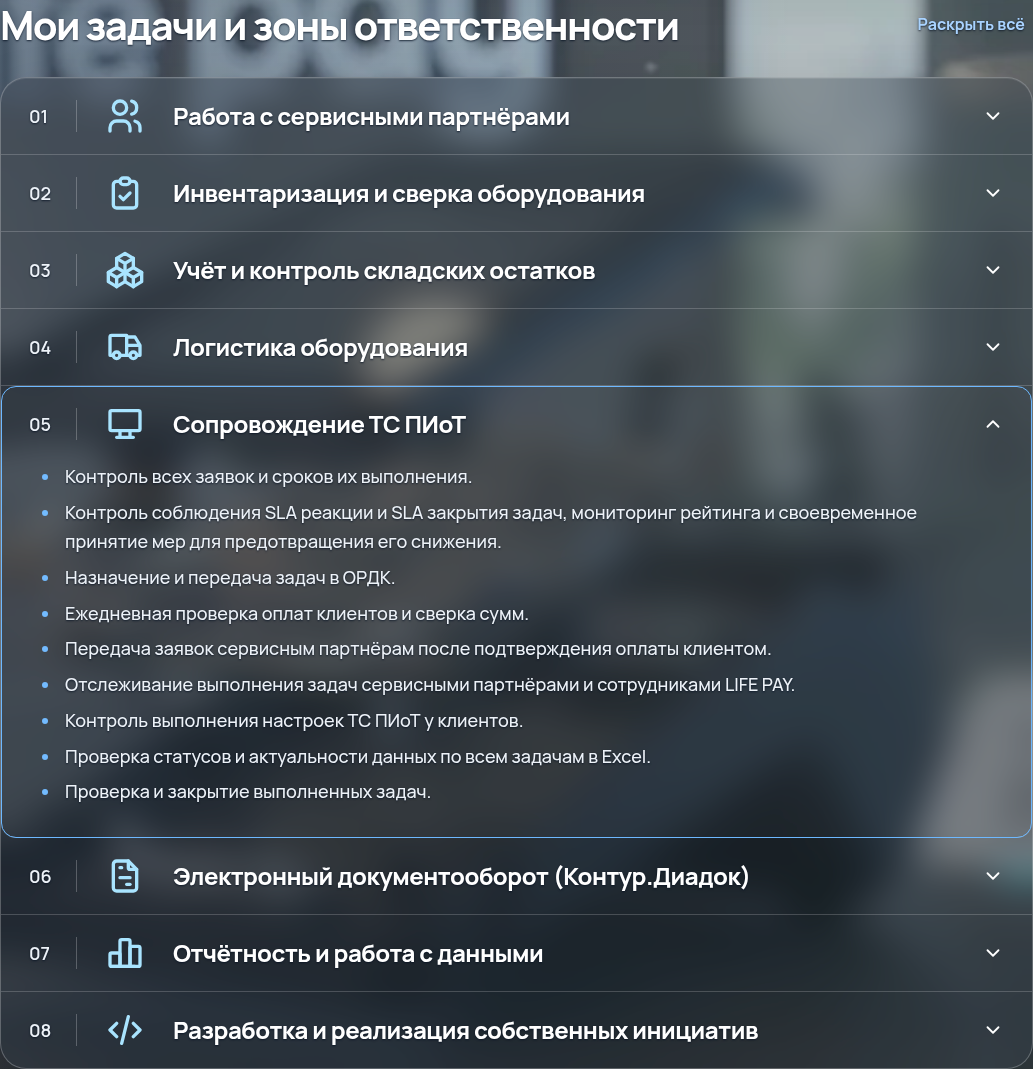 Мои задачи и зоны ответственности
Раскрыть всё
01 Работа с сервисными партнёрами
02 Инвентаризация и сверка оборудования
03 Учёт и контроль складских остатков
04 Логистика оборудования
05 Сопровождение ТС ПИоТ
Контроль всех заявок и сроков их выполнения.
Контроль соблюдения SLA реакции и SLA закрытия задач, мониторинг рейтинга и своевременное
принятие мер для предотвращения его снижения.
Назначение и передача задач в ОРДК.
Ежедневная проверка оплат клиентов и сверка сумм.
Передача заявок сервисным партнёрам после подтверждения оплаты клиентом.
Отслеживание выполнения задач сервисными партнёрами и сотрудниками LIFE PAY.
Контроль выполнения настроек ТС ПИоТ у клиентов.
Проверка статусов и актуальности данных по всем задачам в Excel.
Проверка и закрытие выполненных задач.
06 Электронный документооборот (Контур.Диадок)
07 Отчётность и работа с данными
08 Разработка и реализация собственных инициатив